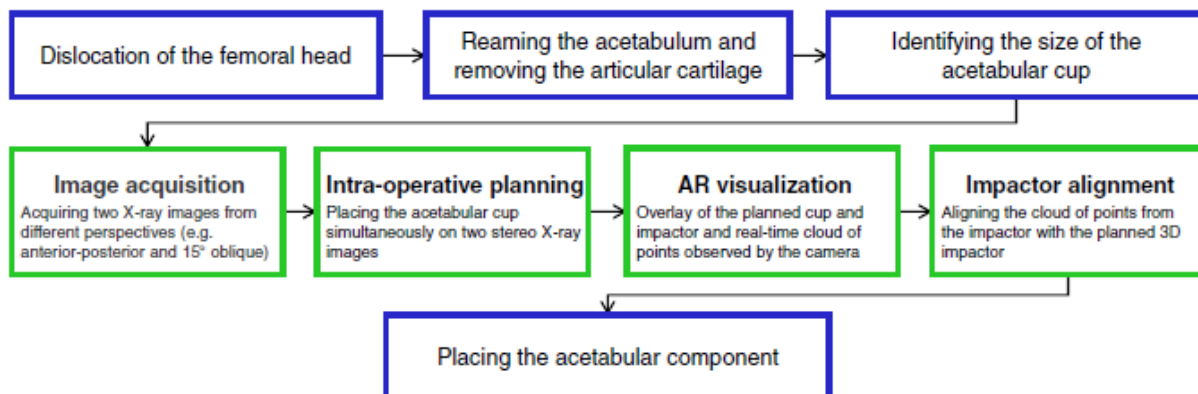 Dislocation of the femoral head
Reaming the acetabulum and
removing the articular cartilage
Identifying the size of the
acetabular cup
Image acquisition
Acquiring two X-ray images from
different perspectives (e.g.
anterior-posterior and 15° oblique)
Intra-operative planning
Placing the acetabular cup
simultaneously on two stereo X-ray
images
AR visualization
Overlay of the planned cup and
impactor and real-time cloud of
points observed by the camera
Impactor alignment
Aligning the cloud of points from
the impactor with the planned 3D
impactor
Placing the acetabular component